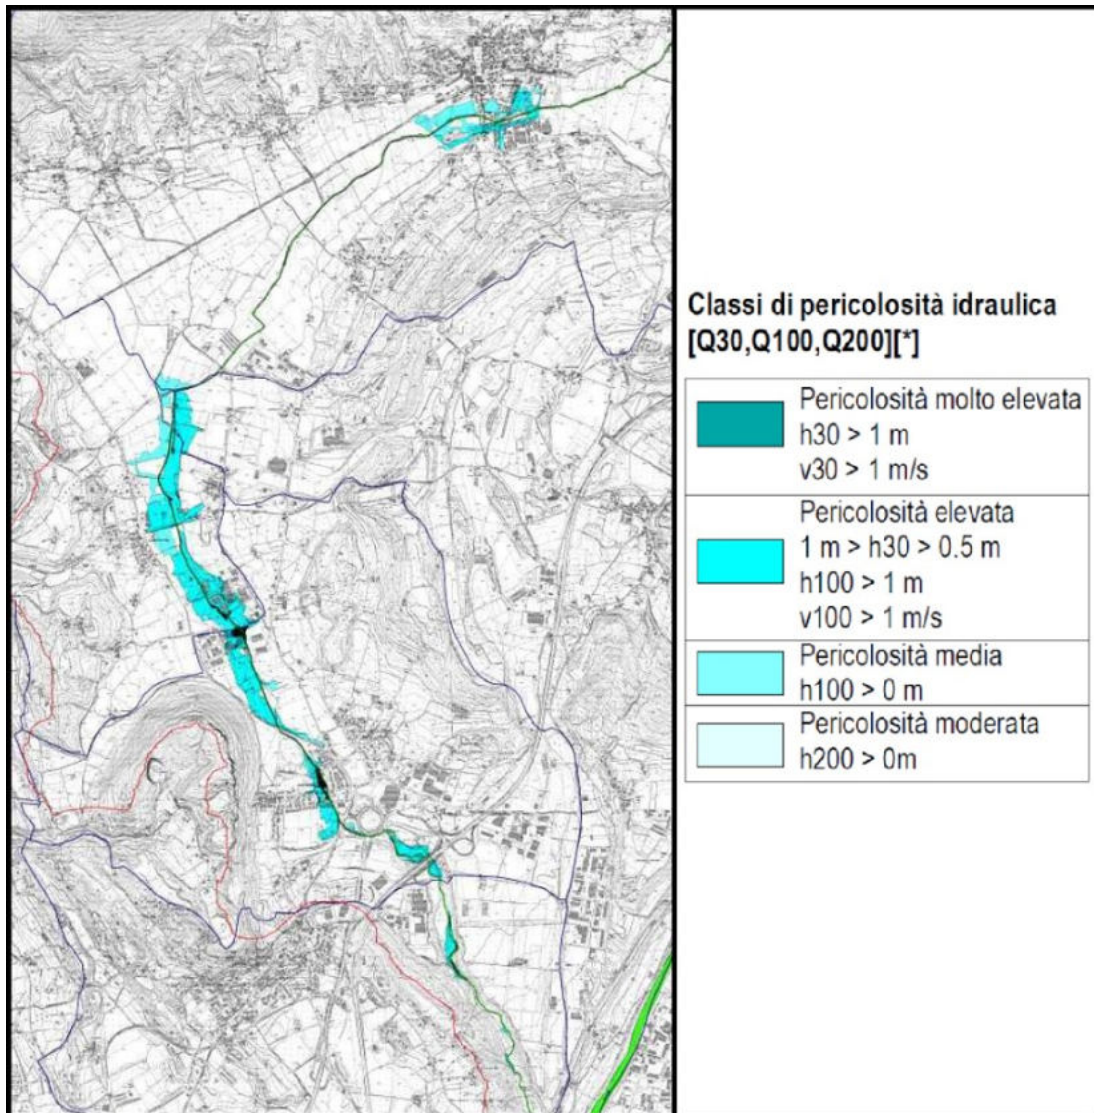 Classi di pericolosità idraulica
[Q30,Q100,Q200][*]
Pericolosità molto elevata
h30 > 1 m
v30 > 1 m/s
Pericolosità elevata
1 m > h30 > 0.5 m
h100 > 1 m
v100 > 1 m/s
Pericolosità media
h100 > 0 m
Pericolosità moderata
h200 > 0m